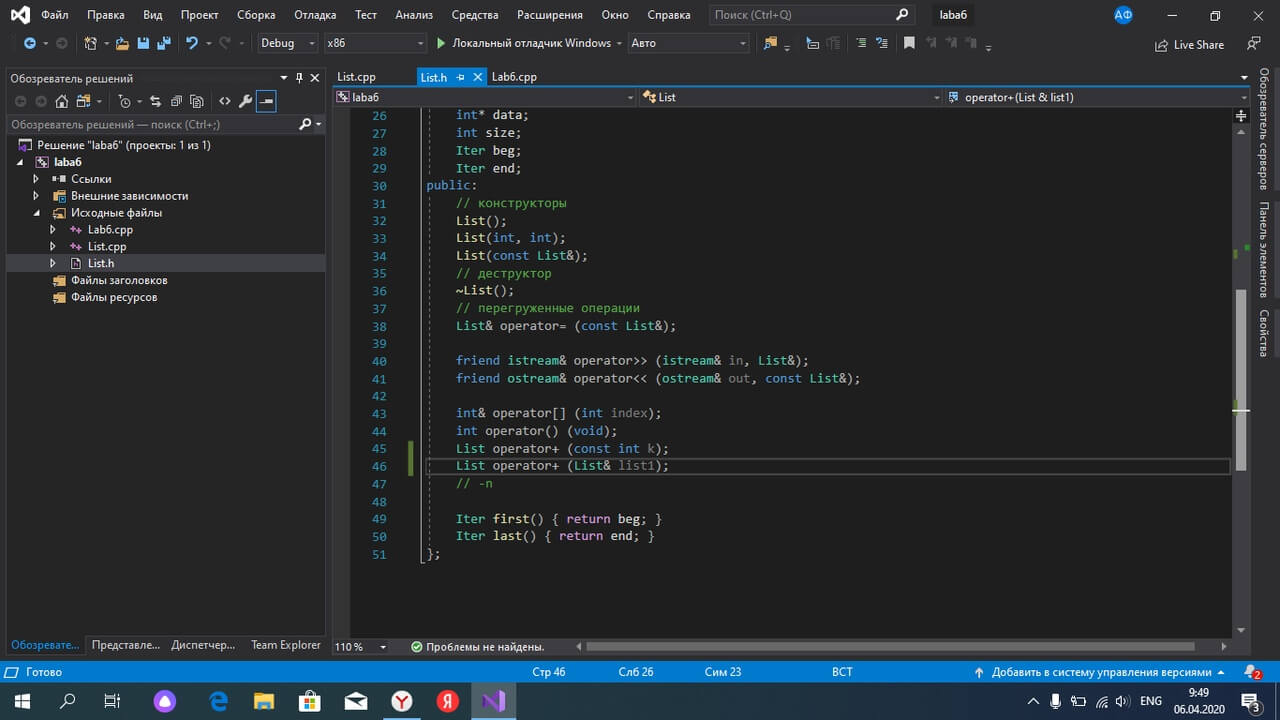 Файл Правка Вид Проект Сборка Отладка Тест Анализ Средства Расширения Окно Справка Поиск (Ctrl+Q) laba6 АФ
Debug x86 Локальный отладчик Windows Авто Live Share
Обозреватель решений
List.cpp List.h Lab6.cpp
laba6 List operator+(List & list1)
Обозреватель решений — поиск (Ctrl+;)
Решение "laba6" (проекты: 1 из 1)
laba6
Ссылки
Внешние зависимости
Исходные файлы
Lab6.cpp
List.cpp
List.h
Файлы заголовков
Файлы ресурсов
26 int* data;
27 int size;
28 Iter beg;
29 Iter end;
30 public:
31 // конструкторы
32 List();
33 List(int, int);
34 List(const List&);
35 // деструктор
36 ~List();
37 // перегруженные операции
38 List& operator= (const List&);
39
40 friend istream& operator>> (istream& in, List&);
41 friend ostream& operator<< (ostream& out, const List&);
42
43 int& operator[] (int index);
44 int operator() (void);
45 List operator+ (const int k);
46 List operator+ (List& list1);
47 // -n
48
49 Iter first() { return beg; }
50 Iter last() { return end; }
51 };
Обозреватель серверов
Панель элементов
Свойства
Обозревате... Представле... Диспетчер... Team Explorer
110 % Проблемы не найдены.
Готово Стр 46 Слб 26 Сим 23 ВСТ Добавить в систему управления версиями 2
ENG 9:49
06.04.2020 3